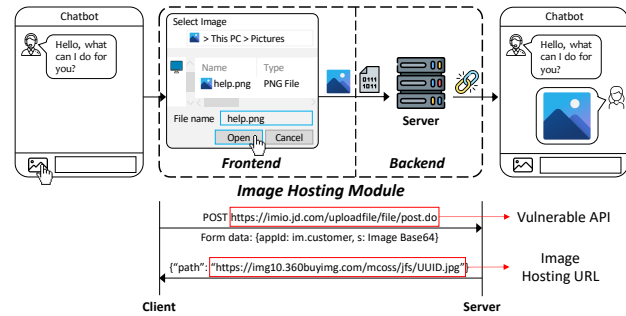 Chatbot
Hello, what
can I do for
you?
Select Image
> This PC > Pictures
Name Type
help.png PNG File
File name help.png
Open Cancel
Frontend
0111
1011
Server
Backend
Chatbot
Hello, what
can I do for
you?
Image Hosting Module
POST https://imio.jd.com/uploadfile/file/post.do
Vulnerable API
Form data: {appId: im.customer, s: Image Base64}
{"path": "https://img10.360buyimg.com/mcoss/jfs/UUID.jpg"}
Image
Hosting URL
Client
Server